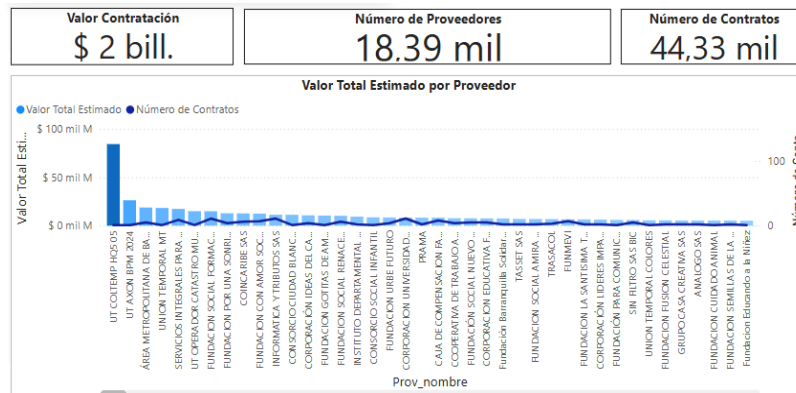 Valor Contratación
$ 2 bill.
Número de Proveedores
18.39 mil
Número de Contratos
44,33 mil
Valor Total Estimado por Proveedor
Valor Total Estimado
Número de Contratos
Valor Total Esti...
$ 100 mil M
$ 50 mil M
$ 0 mil M
100
0
Número de
UT COLTEMP HQ5 05
UT AXON BPM 2024
ÁREA METROPOLITANA DE BA...
UNION TEMPORAL MT
SERVICIOS INTEGRALES PARA ...
UT OPERADOR CATASTRO MU...
FUNDACION SOCIAL FORMAC...
FUNDACION POR UNA SONRI...
COINCARIBE SAS
FUNDACION CON AMOR SOC...
INFORMATICA Y TRIBUTOS SAS
CONSORCIO CIUDAD BLANC...
CORPORACIÓN IDEAS DEL CA...
FUNDACION GOTITAS DE AM...
FUNDACION SOCIAL RENACE...
INSTITUTO DEPARTAMENTAL ...
CONSORCIO SOCIAL INFANTIL
FUNDACION URBE FUTURO
CORPORACION UNIVERSIDAD...
PRAMA
CAJA DE COMPENSACION FA...
COOPERATIVA DE TRABAJO A...
FUNDACIÓN SOCIAL NUEVO ...
CORPORACION EDUCATIVA F...
Fundación Barranquilla Solidar...
TASSET SAS
FUNDACION SOCIAL AMIRA ...
TRASACOL
FUNMEVI
FUNDACION LA SANTISIMA T...
CORPORACIÓN LIDERES IMPA...
FUNDACIÓN PARA COMUNIC...
SIN FILTRO SAS BIC
UNION TEMPORAL COLORES
FUNDACION FUSION CELESTIAL
GRUPO CASA CREATIVA SAS
ANALOGO SAS
FUNDACION CUIDADO ANIMAL
FUNDACION SEMILLAS DE LA ...
Fundacion Educando a la Niñez
Prov_nombre